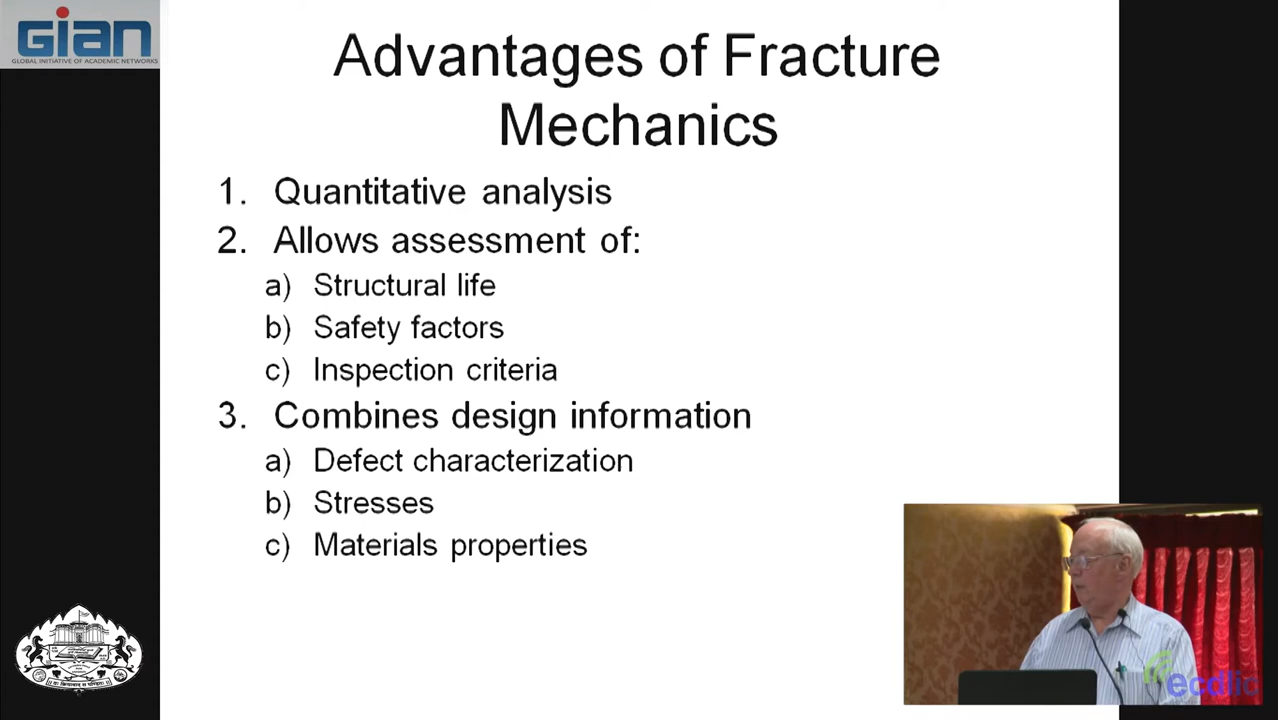 GIAN
GLOBAL INITIATIVE OF ACADEMIC NETWORKS
Advantages of Fracture
Mechanics
1. Quantitative analysis
2. Allows assessment of:
a) Structural life
b) Safety factors
c) Inspection criteria
3. Combines design information
a) Defect characterization
b) Stresses
c) Materials properties
ecdlic